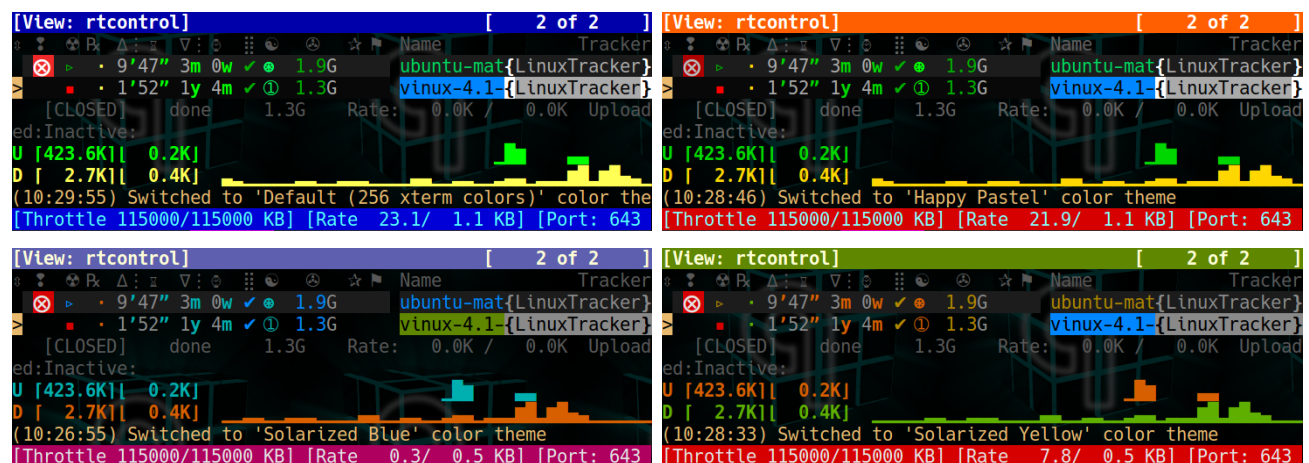 [View: rtcontrol] [ 2 of 2 ]
Name Tracker
9’47” 3m 0w ✔ 1.9G ubuntu-mat{LinuxTracker}
> 1’52” 1y 4m ✔ ① 1.3G vinux-4.1-{LinuxTracker}
[CLOSED] done 1.3G Rate: 0.0K / 0.0K Upload
ed:Inactive:
U ⌈423.6K⌉⌊ 0.2K⌋
D ⌈ 2.7K⌉⌊ 0.4K⌋
(10:29:55) Switched to 'Default (256 xterm colors)' color the
[Throttle 115000/115000 KB] [Rate 23.1/ 1.1 KB] [Port: 643
[View: rtcontrol] [ 2 of 2 ]
Name Tracker
9’47” 3m 0w ✔ 1.9G ubuntu-mat{LinuxTracker}
> 1’52” 1y 4m ✔ ① 1.3G vinux-4.1-{LinuxTracker}
[CLOSED] done 1.3G Rate: 0.0K / 0.0K Upload
ed:Inactive:
U ⌈423.6K⌉⌊ 0.2K⌋
D ⌈ 2.7K⌉⌊ 0.4K⌋
(10:28:46) Switched to 'Happy Pastel' color theme
[Throttle 115000/115000 KB] [Rate 21.9/ 1.1 KB] [Port: 643
[View: rtcontrol] [ 2 of 2 ]
Name Tracker
9’47” 3m 0w ✔ 1.9G ubuntu-mat{LinuxTracker}
> 1’52” 1y 4m ✔ ① 1.3G vinux-4.1-{LinuxTracker}
[CLOSED] done 1.3G Rate: 0.0K / 0.0K Upload
ed:Inactive:
U ⌈423.6K⌉⌊ 0.2K⌋
D ⌈ 2.7K⌉⌊ 0.4K⌋
(10:26:55) Switched to 'Solarized Blue' color theme
[Throttle 115000/115000 KB] [Rate 0.3/ 0.5 KB] [Port: 643
[View: rtcontrol] [ 2 of 2 ]
Name Tracker
9’47” 3m 0w ✔ 1.9G ubuntu-mat{LinuxTracker}
> 1’52” 1y 4m ✔ ① 1.3G vinux-4.1-{LinuxTracker}
[CLOSED] done 1.3G Rate: 0.0K / 0.0K Upload
ed:Inactive:
U ⌈423.6K⌉⌊ 0.2K⌋
D ⌈ 2.7K⌉⌊ 0.4K⌋
(10:28:33) Switched to 'Solarized Yellow' color theme
[Throttle 115000/115000 KB] [Rate 7.8/ 0.5 KB] [Port: 643